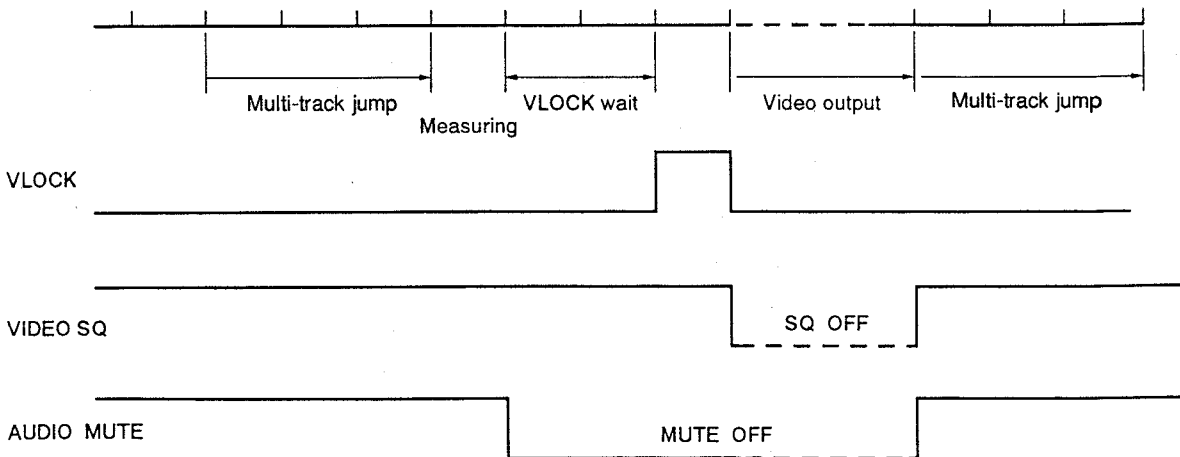 Multi-track jump
VLOCK wait
Video output
Multi-track jump
Measuring
VLOCK
VIDEO SQ
SQ OFF
AUDIO MUTE
MUTE OFF